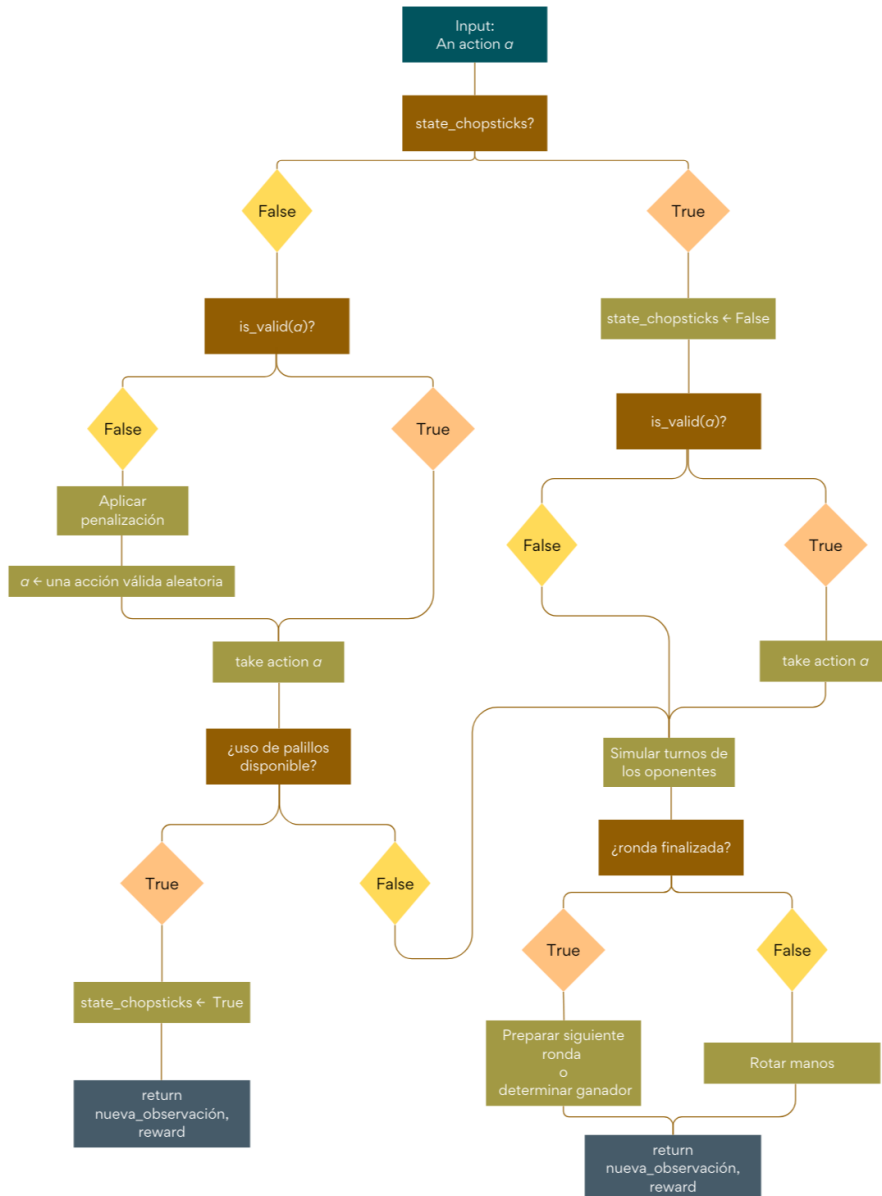 Input:
An action α
state_chopsticks?
False
True
is_valid(α)?
state_chopsticks ← False
False
True
is_valid(α)?
Aplicar
penalización
False
True
α ← una acción válida aleatoria
take action α
take action α
¿uso de palillos
disponible?
Simular turnos de
los oponentes
¿ronda finalizada?
True
False
True
False
state_chopsticks ← True
Preparar siguiente
ronda
o
determinar ganador
Rotar manos
return
nueva_observación,
reward
return
nueva_observación,
reward